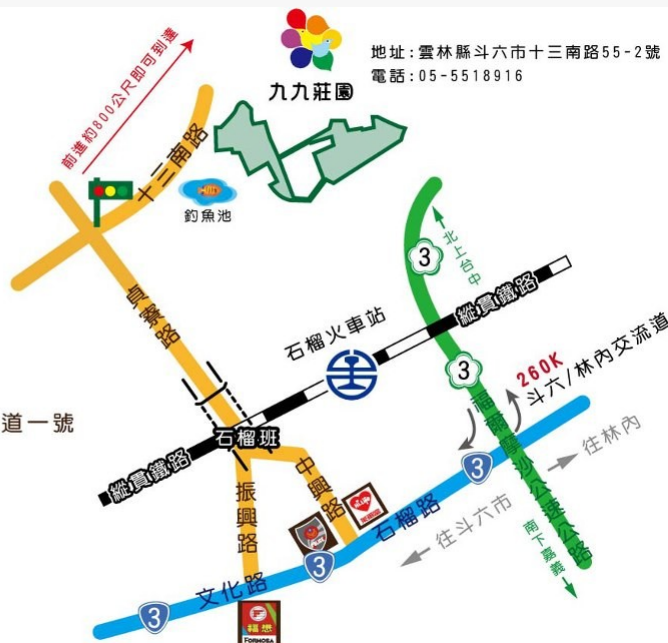 地址:雲林縣斗六市十三南路55-2號
電話:05-5518916
九九莊園
前進約800公尺即可到達
十三南路
釣魚池
貞寮路
3
北上台中
縱貫鐵路
石榴火車站
3
260K
斗六/林內交流道
道一號
石榴班
縱貫鐵路
福爾摩沙高速公路
往林內
3
中興路
振興路
石榴路
往斗六市
南下嘉義
3
文化路
3
福懋
FORMOSA